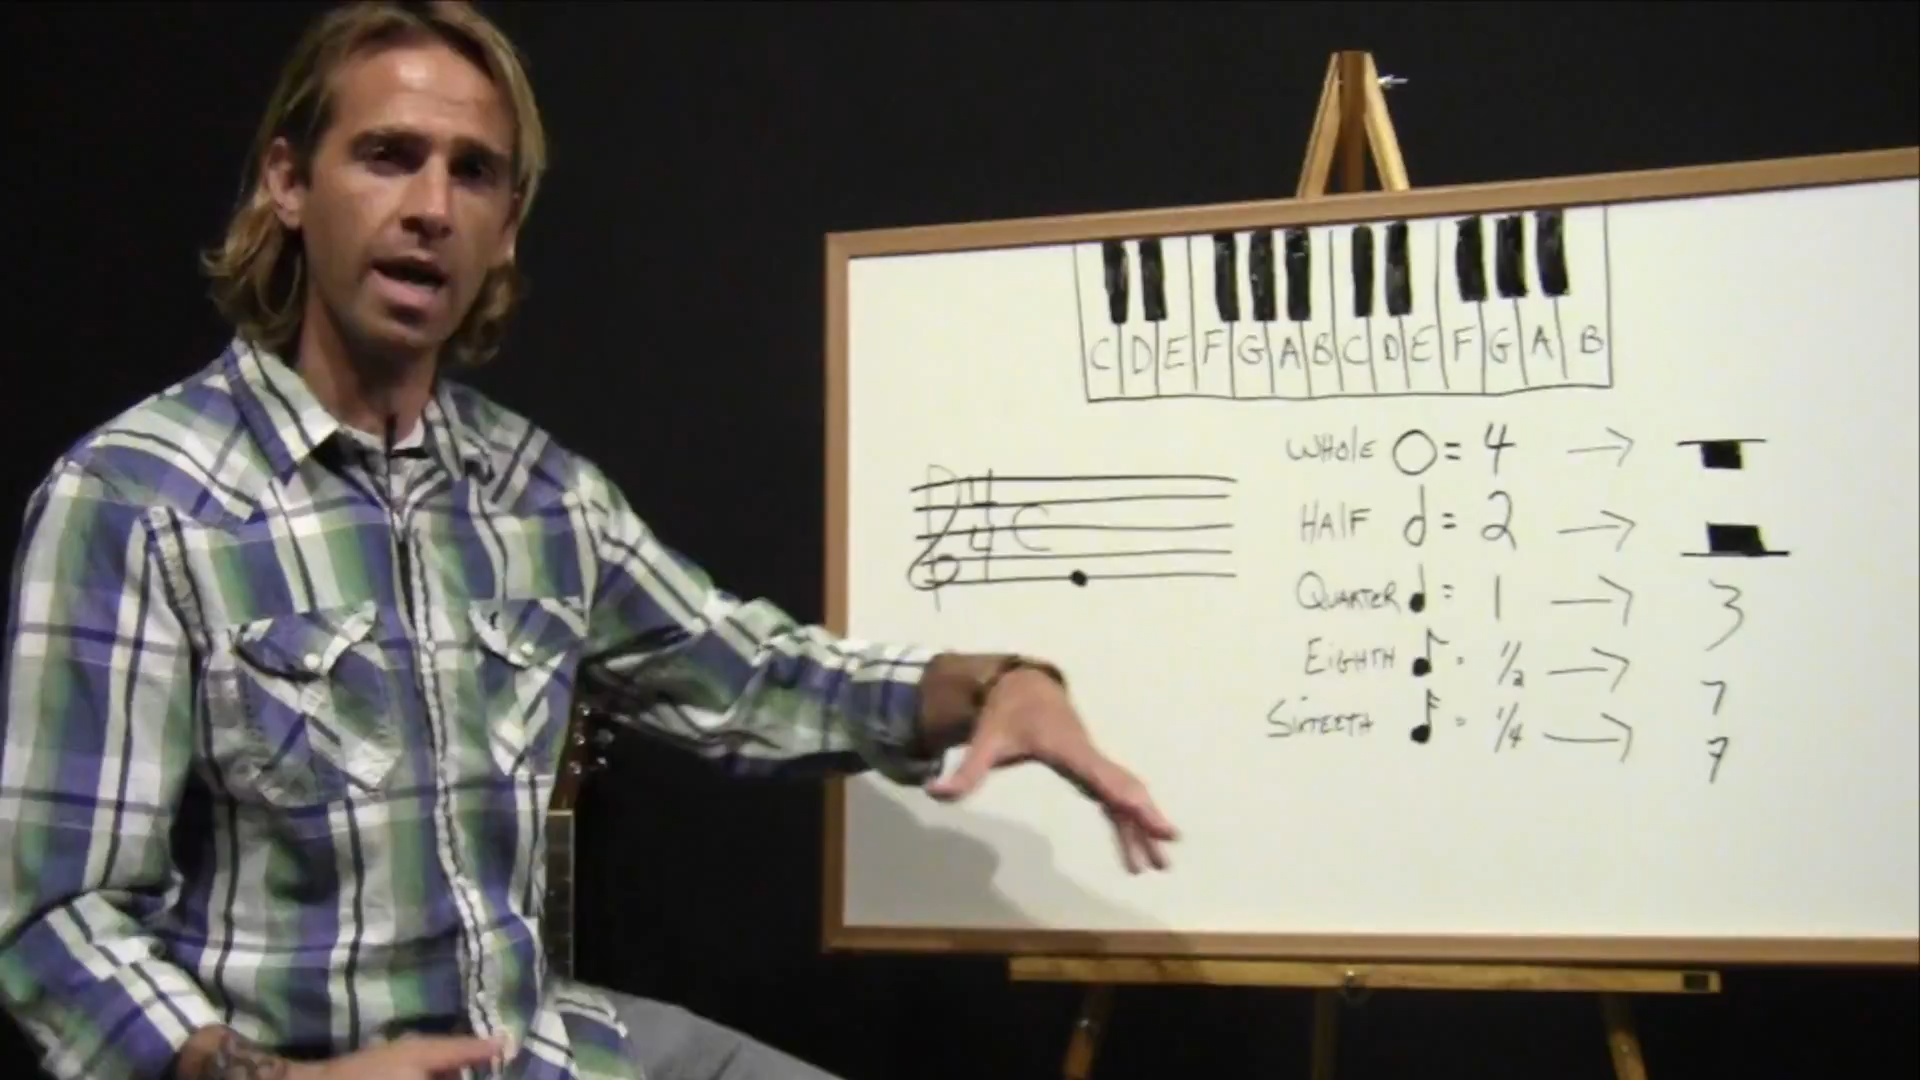 C D E F G A B C D E F G A B
4
4 C
WHOLE = 4
HALF = 2
QUARTER = 1
EIGHTH = 1/2
SIXTEETH = 1/4